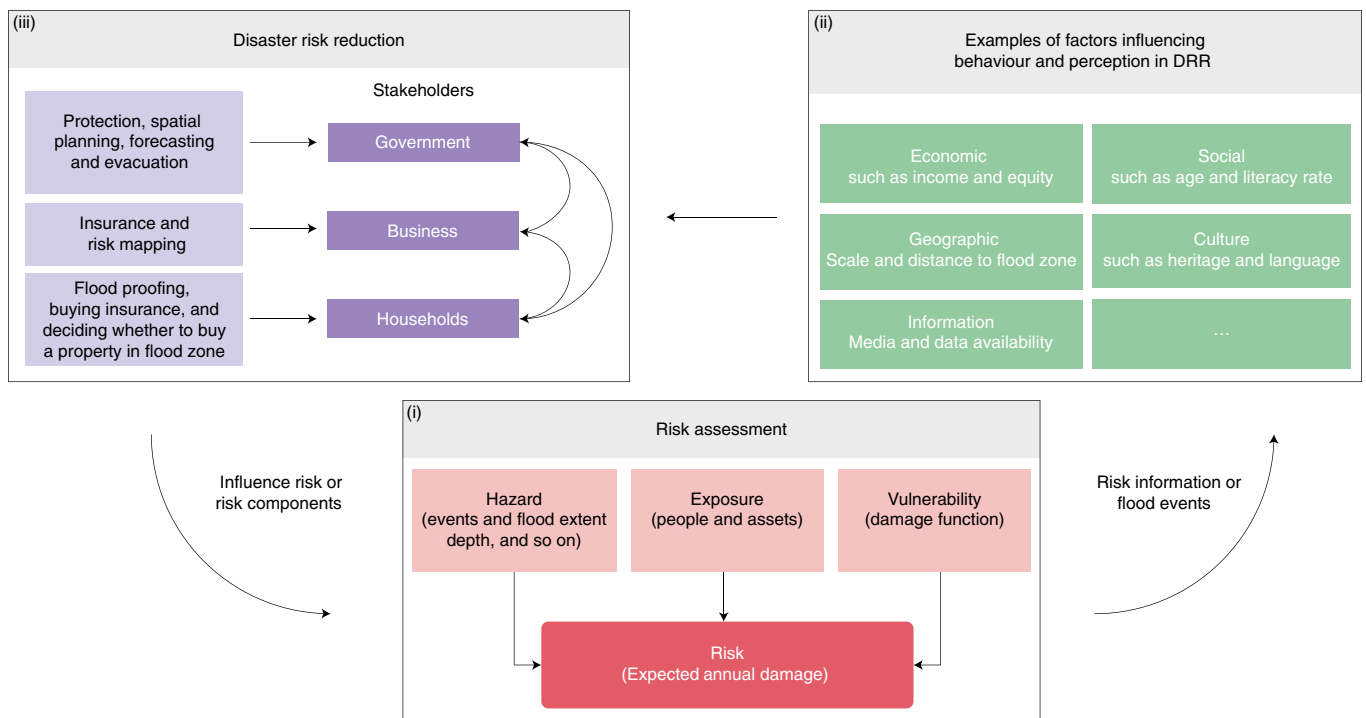 (iii)
Disaster risk reduction
Stakeholders
Protection, spatial
planning, forecasting
and evacuation
Government
Insurance and
risk mapping
Business
Flood proofing,
buying insurance, and
deciding whether to buy
a property in flood zone
Households
(ii)
Examples of factors influencing
behaviour and perception in DRR
Economic
such as income and equity
Social
such as age and literacy rate
Geographic
Scale and distance to flood zone
Culture
such as heritage and language
Information
Media and data availability
...
Influence risk or
risk components
(i)
Risk assessment
Hazard
(events and flood extent
depth, and so on)
Exposure
(people and assets)
Vulnerability
(damage function)
Risk
(Expected annual damage)
Risk information or
flood events